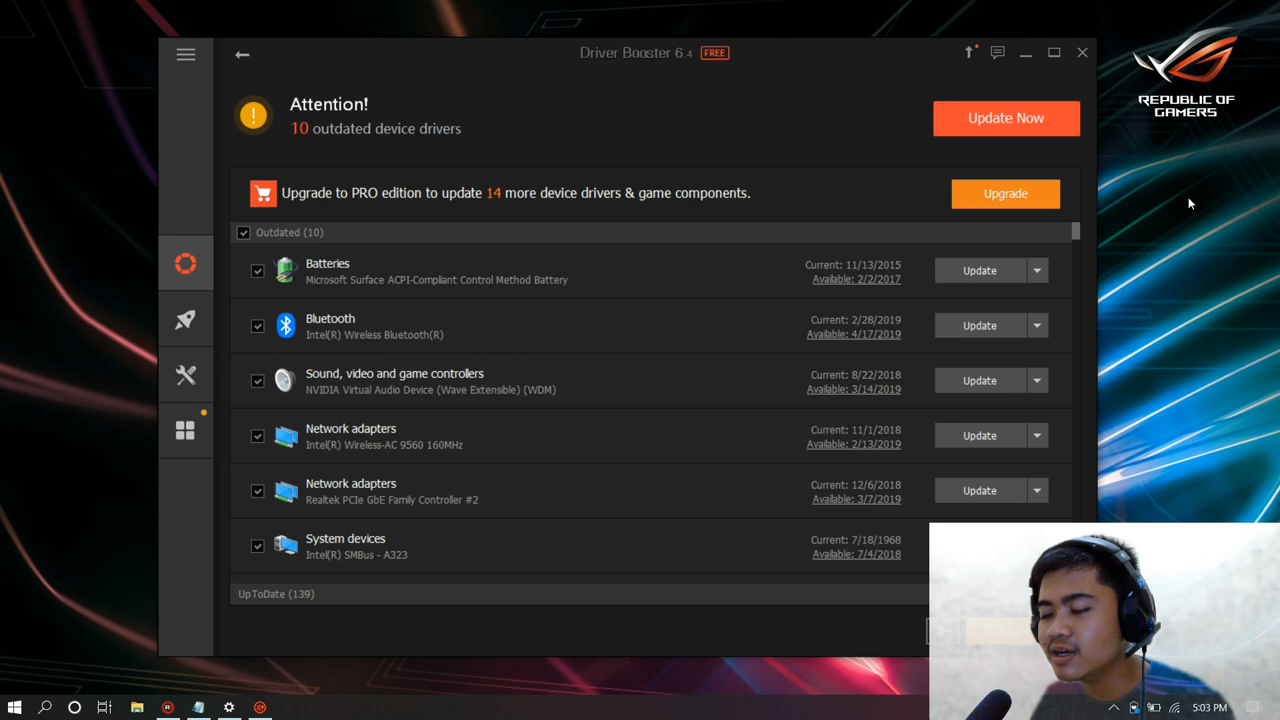 Driver Booster 6.4 FREE
REPUBLIC OF
GAMERS
Attention!
10 outdated device drivers
Update Now
Upgrade to PRO edition to update 14 more device drivers & game components.
Upgrade
Outdated (10)
Batteries
Microsoft Surface ACPI-Compliant Control Method Battery
Current: 11/13/2015
Available: 2/2/2017
Update
Bluetooth
Intel(R) Wireless Bluetooth(R)
Current: 2/28/2019
Available: 4/17/2019
Update
Sound, video and game controllers
NVIDIA Virtual Audio Device (Wave Extensible) (WDM)
Current: 8/22/2018
Available: 3/14/2019
Update
Network adapters
Intel(R) Wireless-AC 9560 160MHz
Current: 11/1/2018
Available: 2/13/2019
Update
Network adapters
Realtek PCIe GbE Family Controller #2
Current: 12/6/2018
Available: 3/7/2019
Update
System devices
Intel(R) SMBus - A323
Current: 7/18/1968
Available: 7/4/2018
UpToDate (139)
5:03 PM